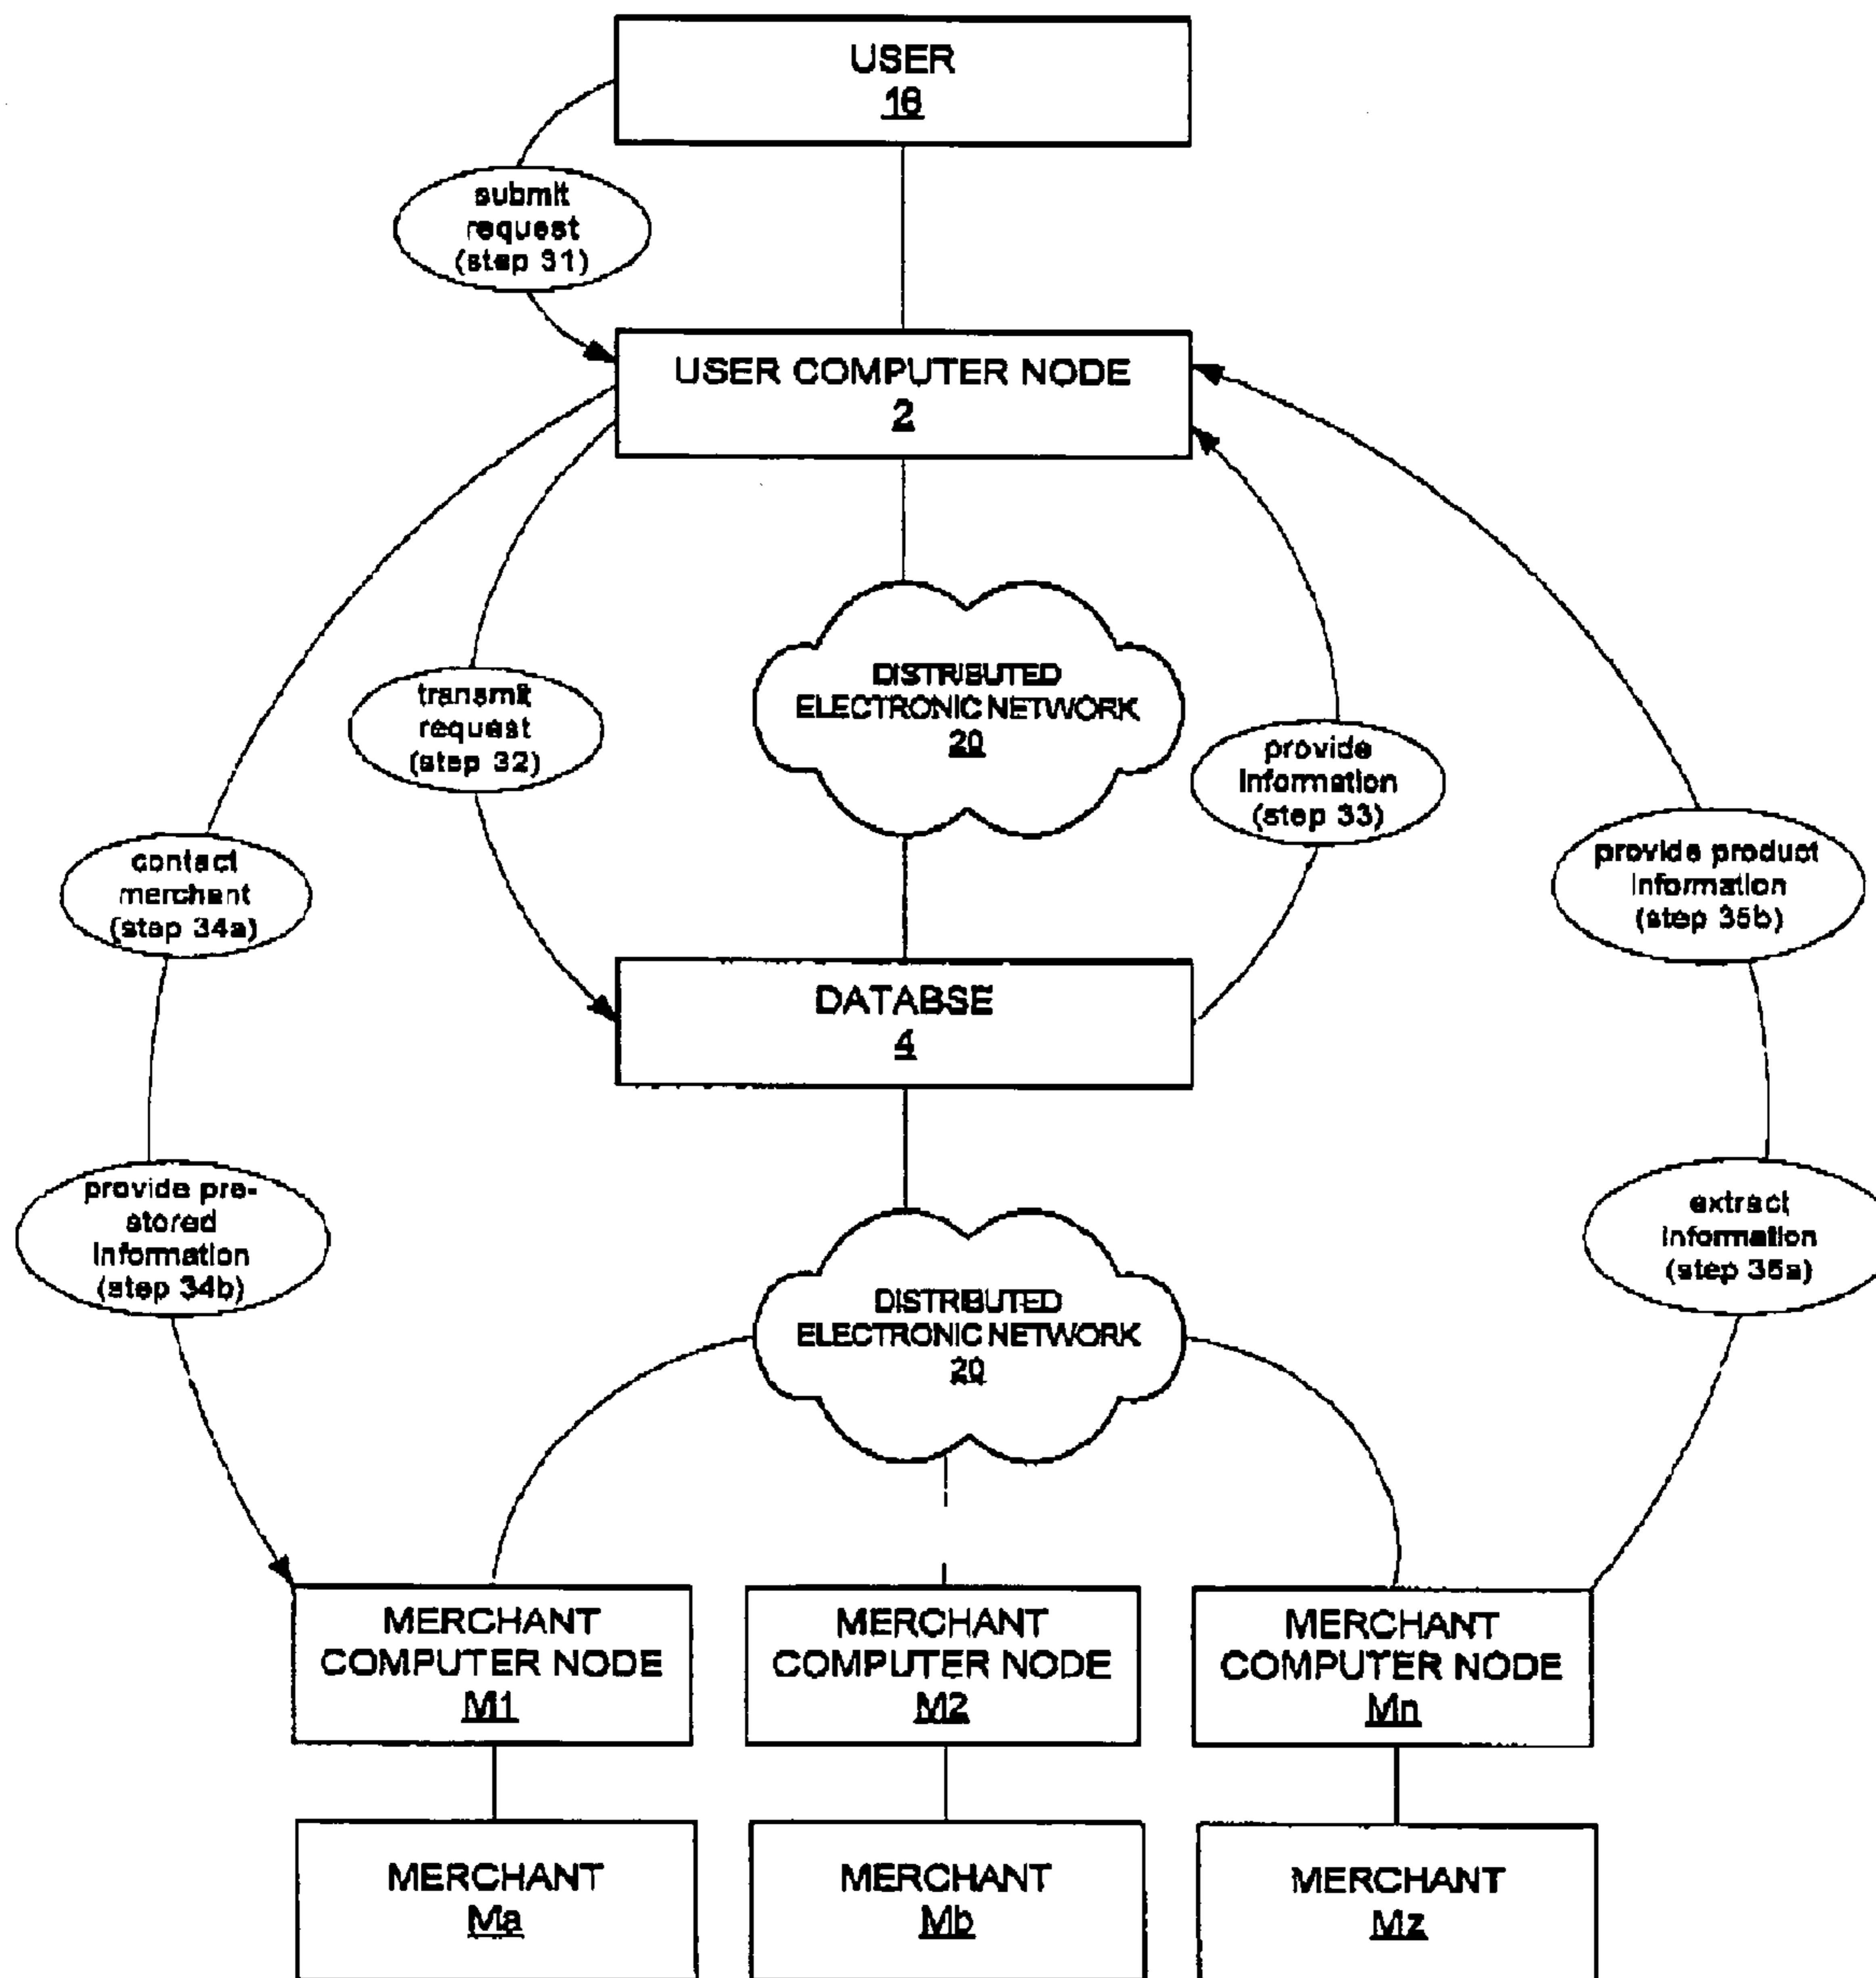 USER
16
submit
request
(step 31)
USER COMPUTER NODE
2
DISTRIBUTED
ELECTRONIC NETWORK
20
transmit
request
(step 32)
provide
information
(step 33)
contact
merchant
(step 34a)
provide product
information
(step 35b)
DATABSE
4
provide pre-
stored
information
(step 34b)
extract
information
(step 35a)
DISTRIBUTED
ELECTRONIC NETWORK
20
MERCHANT
COMPUTER NODE
M1
MERCHANT
COMPUTER NODE
M2
MERCHANT
COMPUTER NODE
Mn
MERCHANT
Ma
MERCHANT
Mb
MERCHANT
Mz